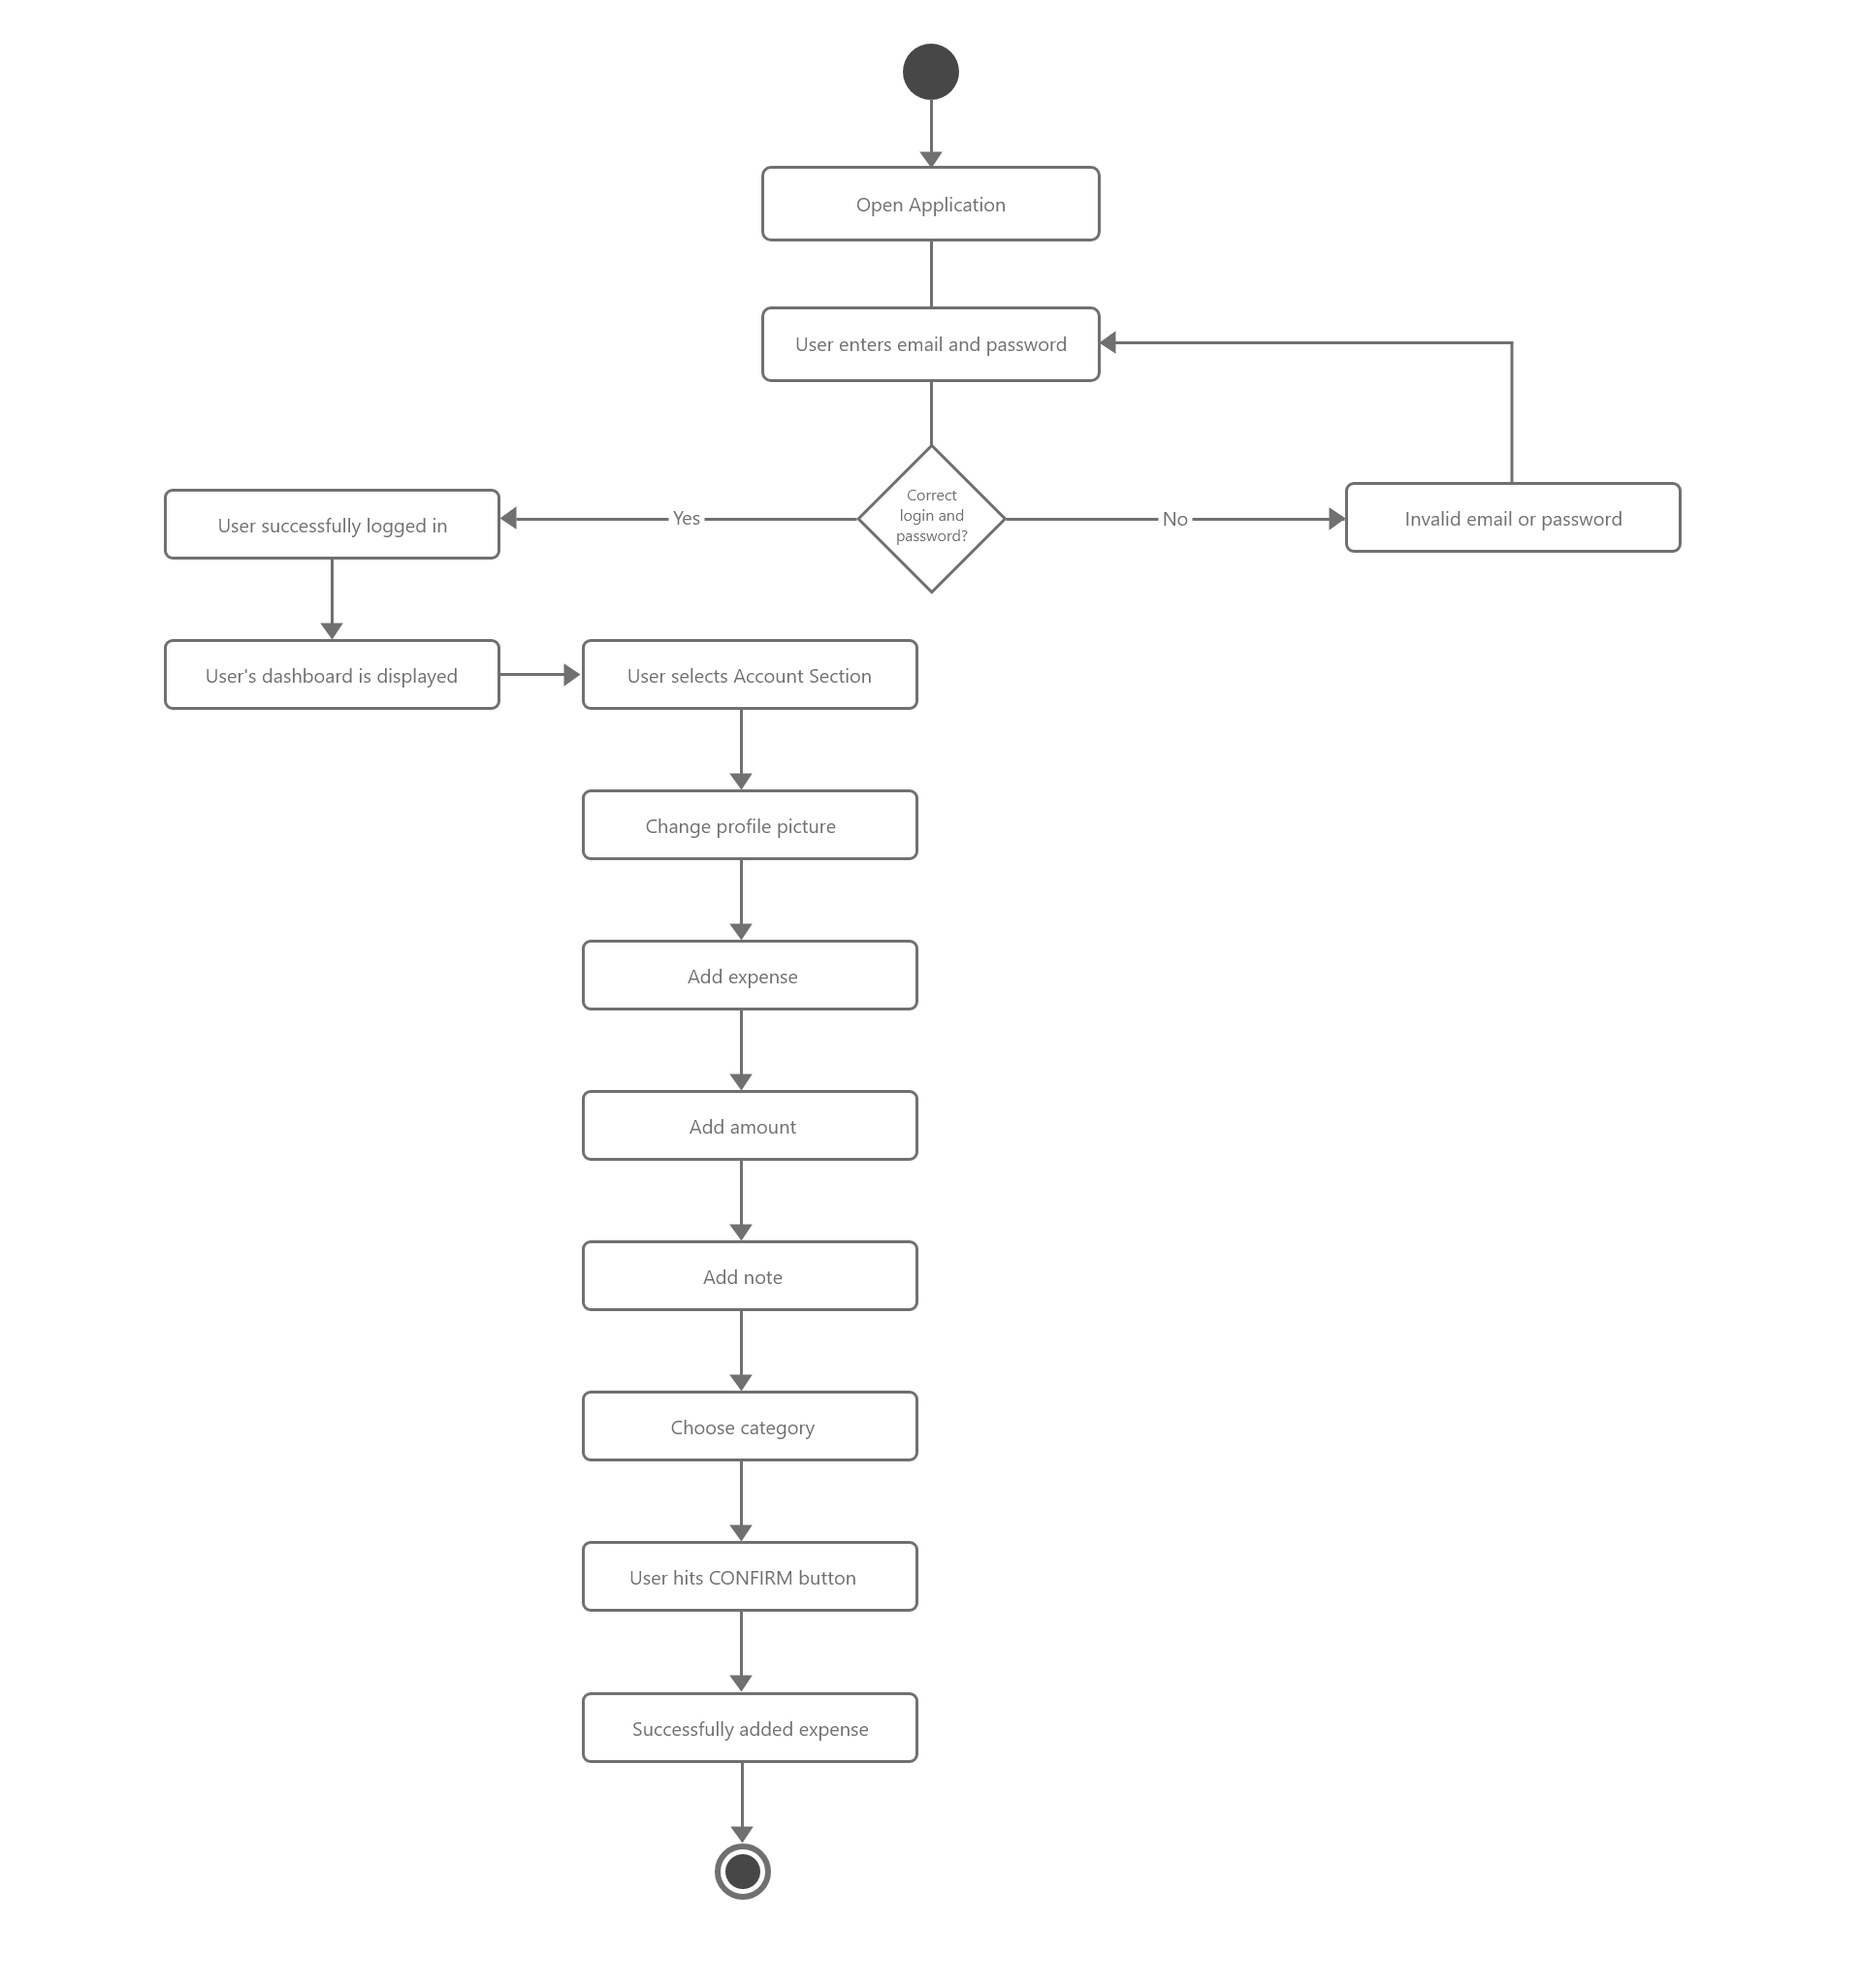 Open Application
User enters email and password
Correct
login and
password?
Yes
No
User successfully logged in
Invalid email or password
User's dashboard is displayed
User selects Account Section
Change profile picture
Add expense
Add amount
Add note
Choose category
User hits CONFIRM button
Successfully added expense